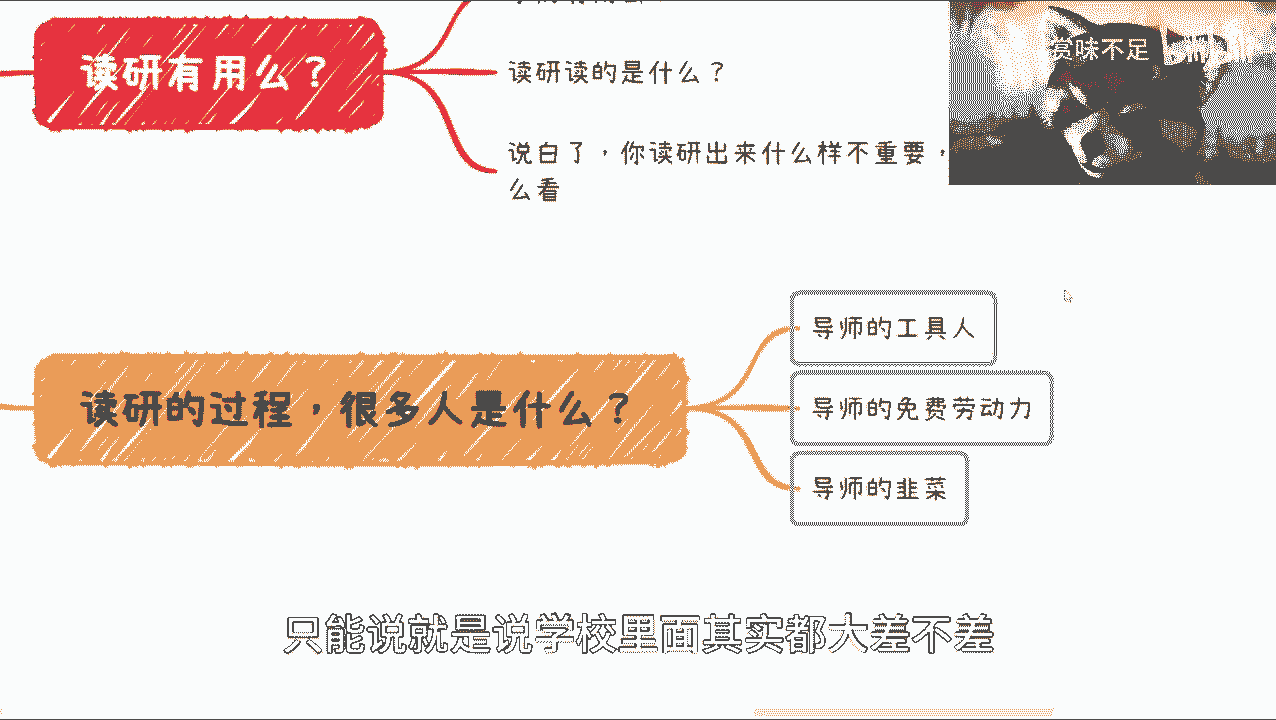 读研有用么？
读研读的是什么？
说白了，你读研出来什么样不重要，
么看
赏味不足
读研的过程，很多人是什么？
导师的工具人
导师的免费劳动力
导师的韭菜
只能说就是说学校里面其实都大差不差